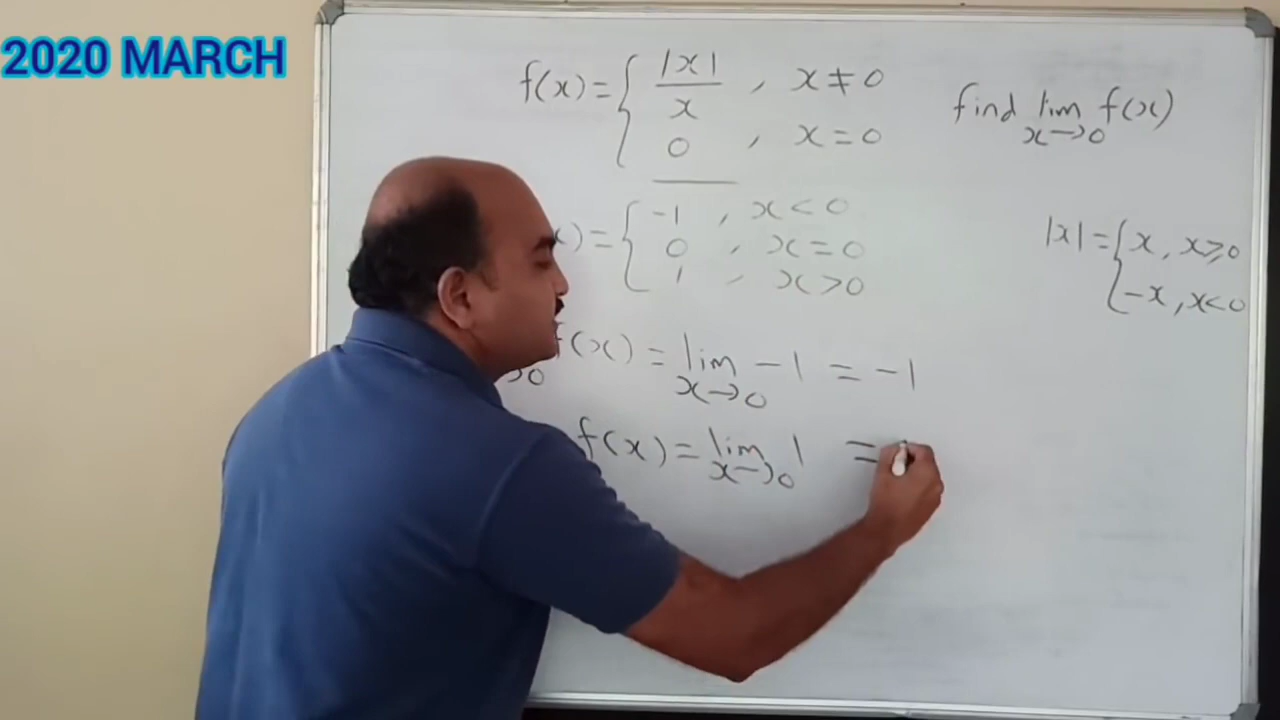 2020 MARCH
f(x) = { |x| / x , x ≠ 0
0 , x = 0
find lim x→0 f(x)
x) = { -1 , x < 0
0 , x = 0
1 , x > 0
|x| = { x , x ≥ 0
-x , x < 0
f(x) = lim x→0 -1 = -1
→0
f(x) = lim x→0 1 =